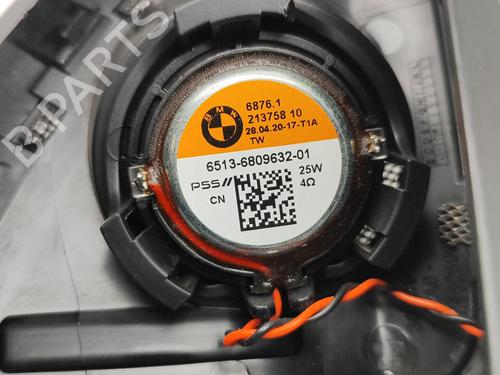 B-PARTS
BMW
6876.1
213758 10
28.04.20-17-T1A
TW
6513-6809632-01
PSS
25W
CN
4Ω